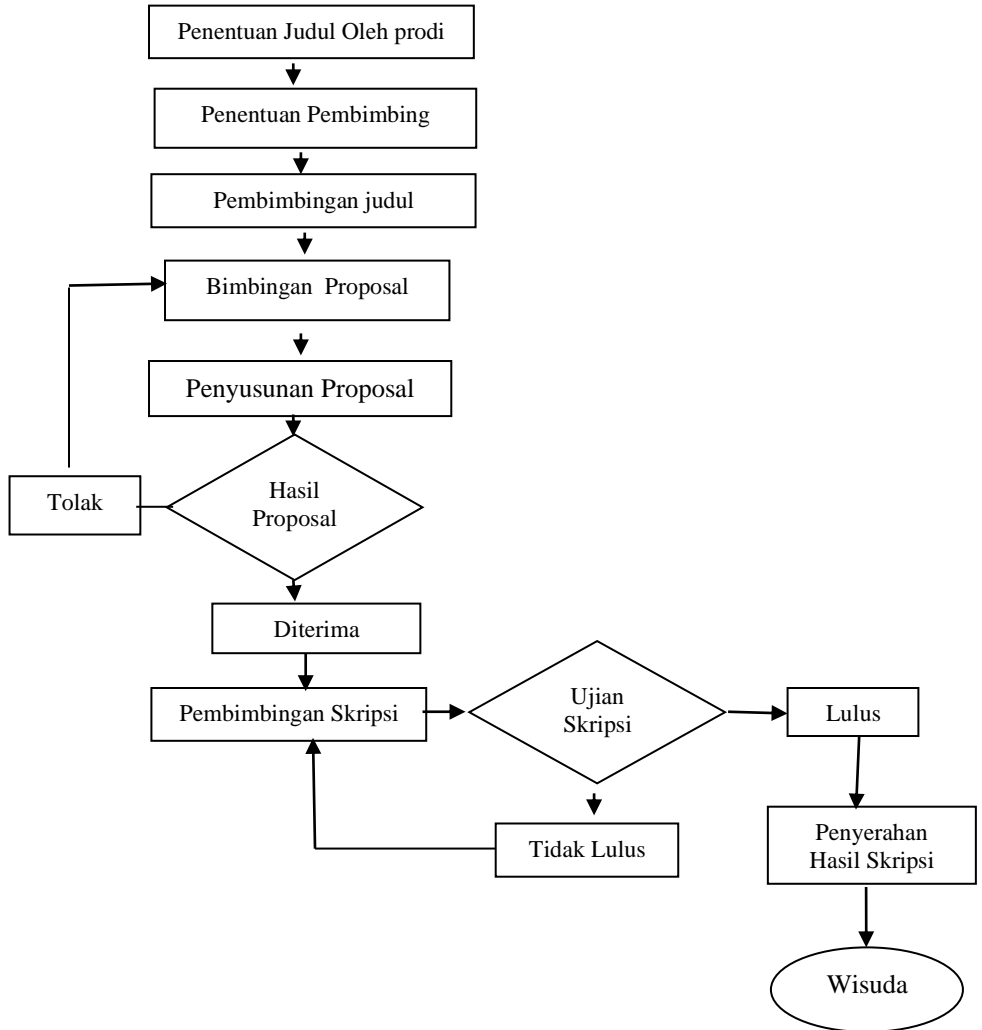 Penentuan Judul Oleh prodi
Penentuan Pembimbing
Pembimbingan judul
Bimbingan  Proposal
Penyusunan Proposal
Tolak
Hasil
Proposal
Diterima
Pembimbingan Skripsi
Ujian
Skripsi
Lulus
Tidak Lulus
Penyerahan
Hasil Skripsi
Wisuda